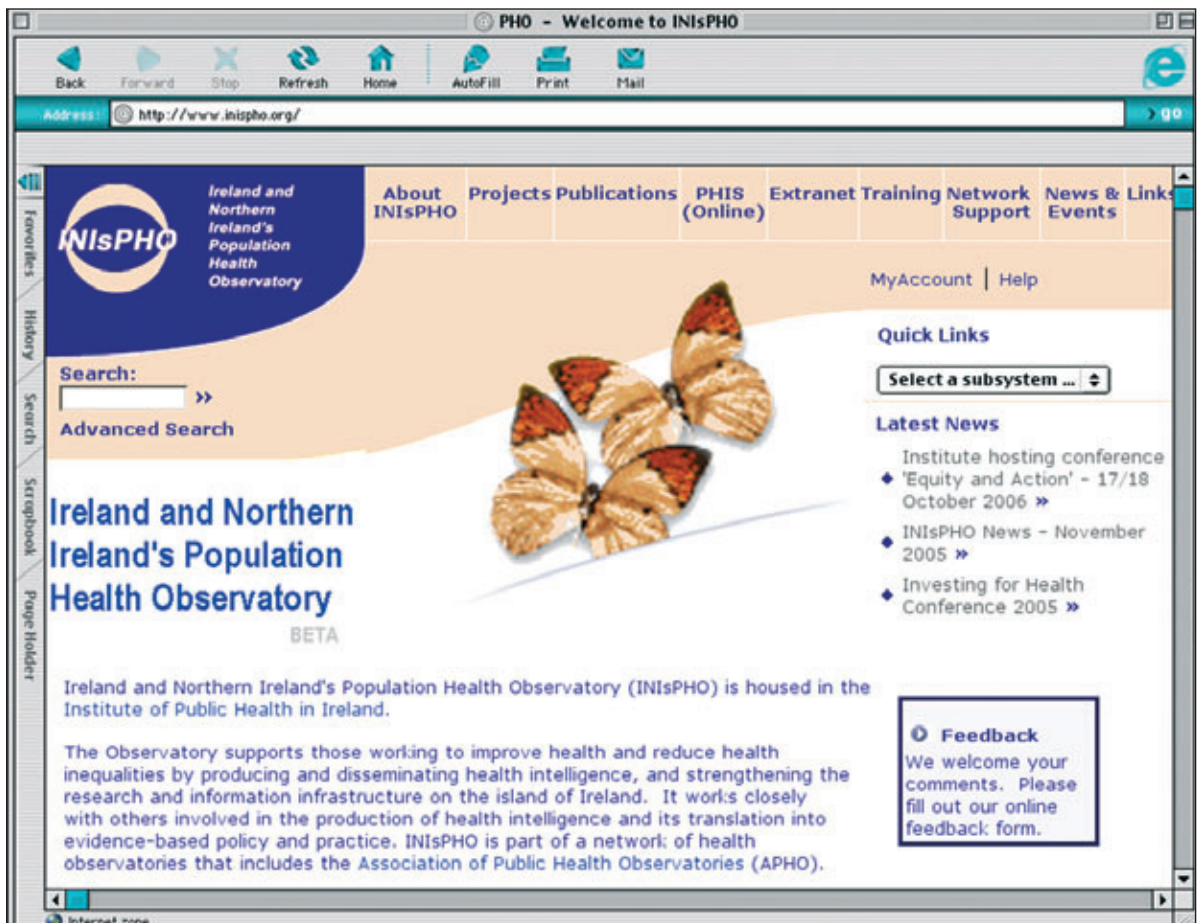 PHO - Welcome to INIsPHO
Back
Forward
Stop
Refresh
Home
AutoFill
Print
Mail
Address:
http://www.inispho.org/
go
Favorites
History
Search
Scrapbook
Page Holder
INIsPHO
Ireland and
Northern
Ireland's
Population
Health
Observatory
About
INIsPHO
Projects
Publications
PHIS
(Online)
Extranet
Training
Network
Support
News &
Events
Links
MyAccount | Help
Search:
»
Advanced Search
Quick Links
Select a subsystem ...
Latest News
Institute hosting conference
'Equity and Action' - 17/18
October 2006 »
INIsPHO News - November
2005 »
Investing for Health
Conference 2005 »
Ireland and Northern
Ireland's Population
Health Observatory
BETA
Ireland and Northern Ireland's Population Health Observatory (INIsPHO) is housed in the
Institute of Public Health in Ireland.
The Observatory supports those working to improve health and reduce health
inequalities by producing and disseminating health intelligence, and strengthening the
research and information infrastructure on the island of Ireland. It works closely
with others involved in the production of health intelligence and its translation into
evidence-based policy and practice. INIsPHO is part of a network of health
observatories that includes the Association of Public Health Observatories (APHO).
Feedback
We welcome your
comments. Please
fill out our online
feedback form.
Internet zone